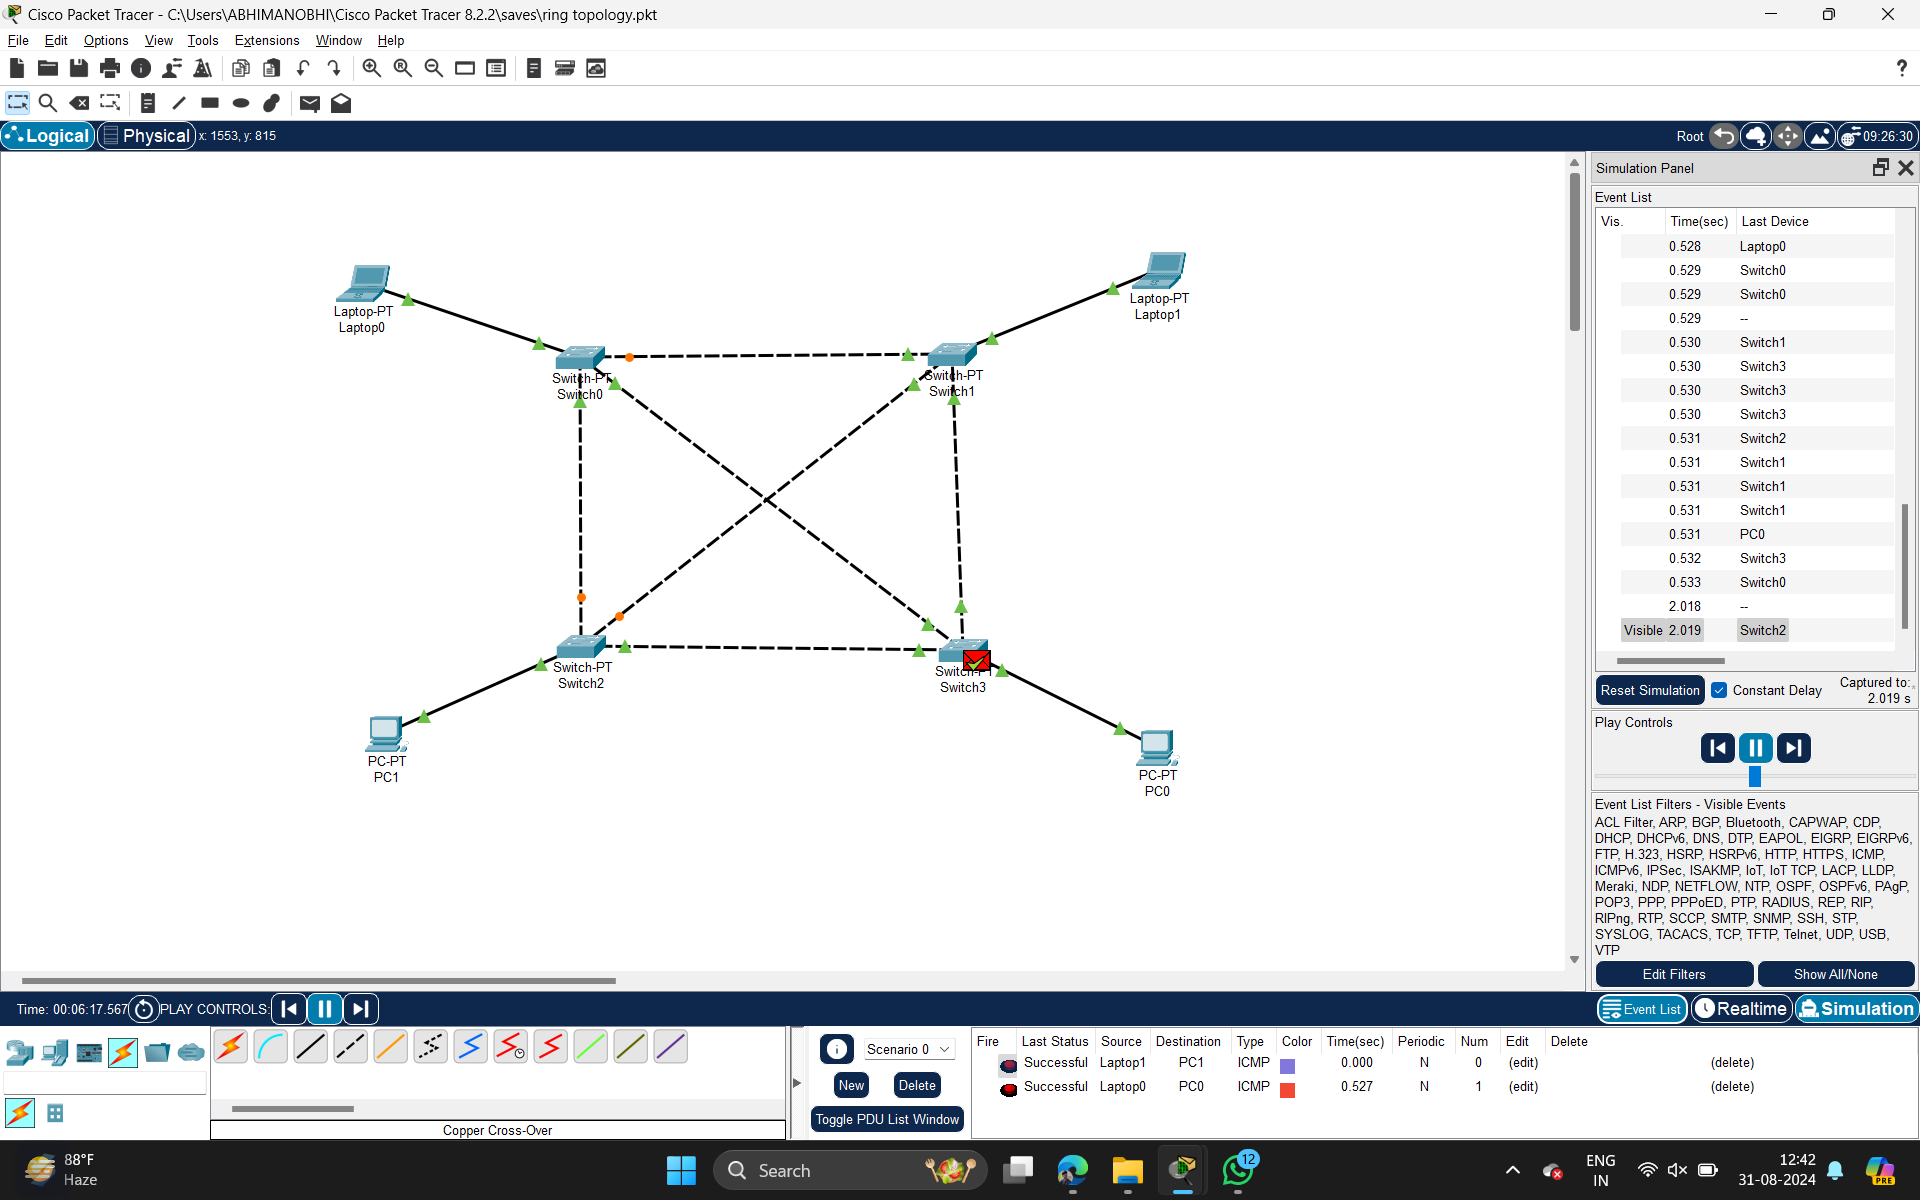 Cisco Packet Tracer - C:\Users\ABHIMANOBHI\Cisco Packet Tracer 8.2.2\saves\ring topology.pkt
File Edit Options View Tools Extensions Window Help
?
Logical Physical x: 1553, y: 815
Root 09:26:30
Laptop-PT
Laptop0
Laptop-PT
Laptop1
Switch-PT
Switch0
Switch-PT
Switch1
Switch-PT
Switch2
Switch-PT
Switch3
PC-PT
PC1
PC-PT
PC0
Simulation Panel
Event List
Vis. Time(sec) Last Device
0.528 Laptop0
0.529 Switch0
0.529 Switch0
0.529 --
0.530 Switch1
0.530 Switch3
0.530 Switch3
0.530 Switch3
0.531 Switch2
0.531 Switch1
0.531 Switch1
0.531 Switch1
0.531 PC0
0.532 Switch3
0.533 Switch0
2.018 --
Visible 2.019 Switch2
Reset Simulation Constant Delay Captured to:
2.019 s
Play Controls
Event List Filters - Visible Events
ACL Filter, ARP, BGP, Bluetooth, CAPWAP, CDP,
DHCP, DHCPv6, DNS, DTP, EAPOL, EIGRP, EIGRPv6,
FTP, H.323, HSRP, HSRPv6, HTTP, HTTPS, ICMP,
ICMPv6, IPSec, ISAKMP, IoT, IoT TCP, LACP, LLDP,
Meraki, NDP, NETFLOW, NTP, OSPF, OSPFv6, PAgP,
POP3, PPP, PPPoED, PTP, RADIUS, REP, RIP,
RIPng, RTP, SCCP, SMTP, SNMP, SSH, STP,
SYSLOG, TACACS, TCP, TFTP, Telnet, UDP, USB,
VTP
Edit Filters Show All/None
Time: 00:06:17.567 PLAY CONTROLS:
Event List Realtime Simulation
Copper Cross-Over
Scenario 0
New Delete
Toggle PDU List Window
Fire Last Status Source Destination Type Color Time(sec) Periodic Num Edit Delete
Successful Laptop1 PC1 ICMP 0.000 N 0 (edit) (delete)
Successful Laptop0 PC0 ICMP 0.527 N 1 (edit) (delete)
88°F
Haze
Search
12
ENG
IN
12:42
31-08-2024
PRE